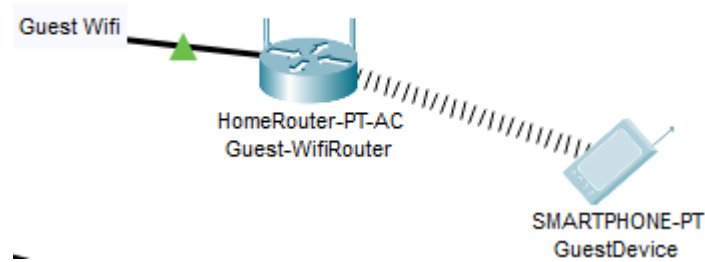 Guest Wifi
HomeRouter-PT-AC
Guest-WifiRouter
SMARTPHONE-PT
GuestDevice